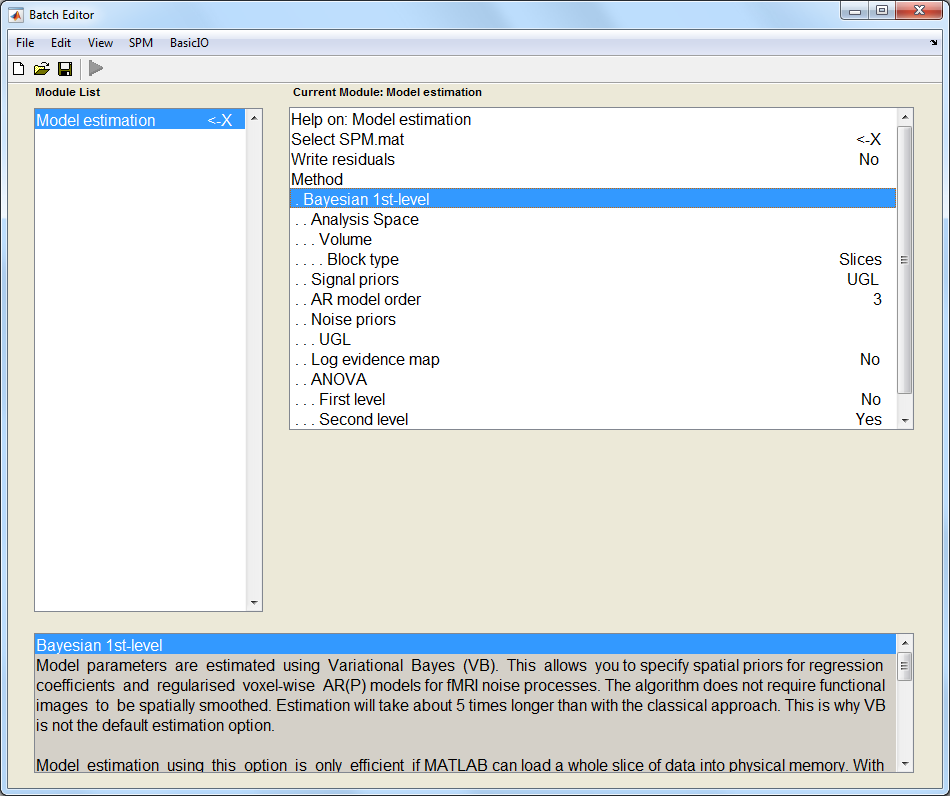 Batch Editor
File Edit View SPM BasicIO
Module List
Model estimation <-X
Current Module: Model estimation
Help on: Model estimation
Select SPM.mat <-X
Write residuals No
Method
. Bayesian 1st-level
. . Analysis Space
. . . Volume
. . . . Block type Slices
. . Signal priors UGL
. . AR model order 3
. . Noise priors
. . . UGL
. . Log evidence map No
. . ANOVA
. . . First level No
. . . Second level Yes
Bayesian 1st-level
Model parameters are estimated using Variational Bayes (VB). This allows you to specify spatial priors for regression
coefficients and regularised voxel-wise AR(P) models for fMRI noise processes. The algorithm does not require functional
images to be spatially smoothed. Estimation will take about 5 times longer than with the classical approach. This is why VB
is not the default estimation option.
Model estimation using this option is only efficient if MATLAB can load a whole slice of data into physical memory. With